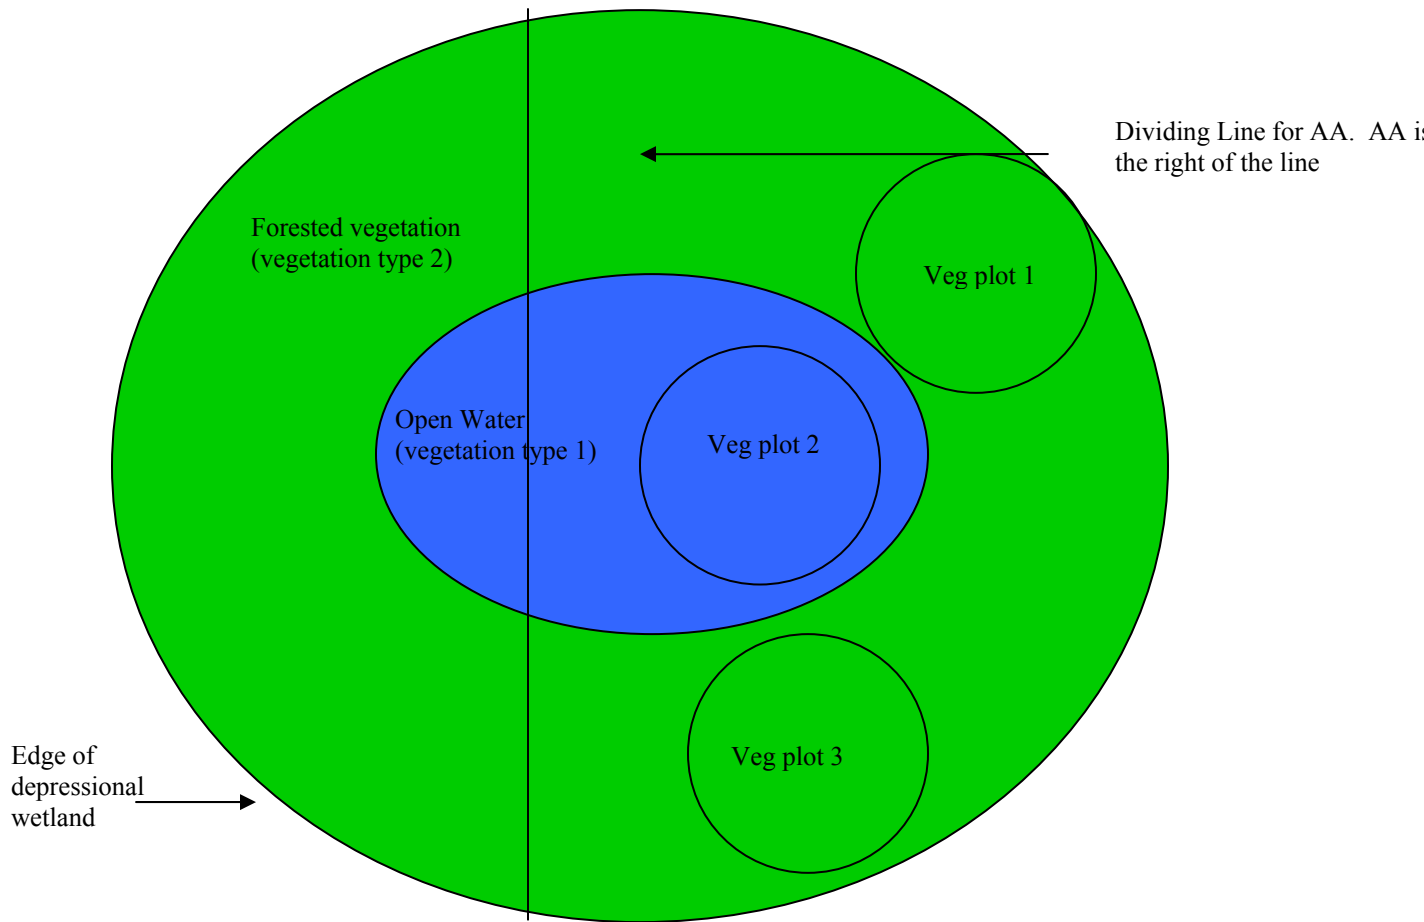 Dividing Line for AA.  AA is
the right of the line
Forested vegetation
(vegetation type 2)
Veg plot 1
Open Water
(vegetation type 1)
Veg plot 2
Veg plot 3
Edge of
depressional
wetland